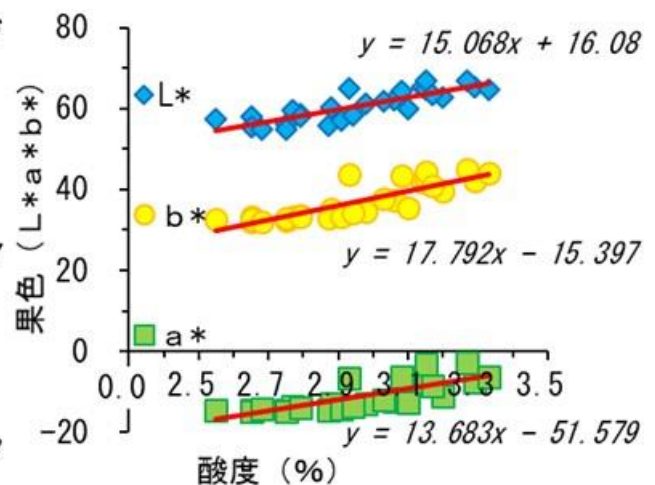 80
y = 15.068x + 16.08
L*
60
果色（L*a*b*）
40
b*
y = 17.792x − 15.397
20
a*
0
0.0 2.5 2.7 2.9 3.1 3.3 3.5
−20
y = 13.683x − 51.579
酸度（%）